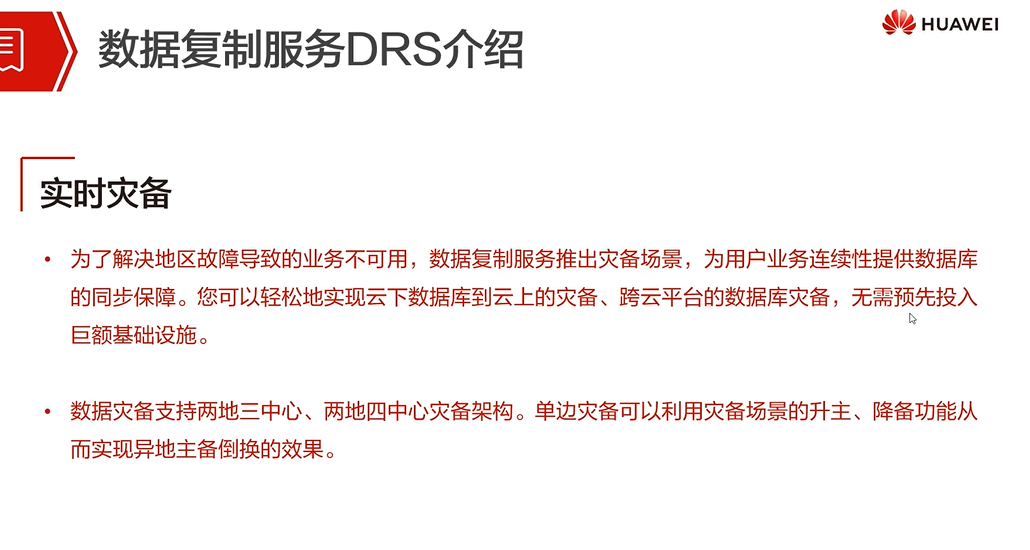 数据复制服务DRS介绍
HUAWEI
实时灾备
• 为了解决地区故障导致的业务不可用，数据复制服务推出灾备场景，为用户业务连续性提供数据库
的同步保障。您可以轻松地实现云下数据库到云上的灾备、跨云平台的数据库灾备，无需预先投入
巨额基础设施。
• 数据灾备支持两地三中心、两地四中心灾备架构。单边灾备可以利用灾备场景的升主、降备功能从
而实现异地主备倒换的效果。